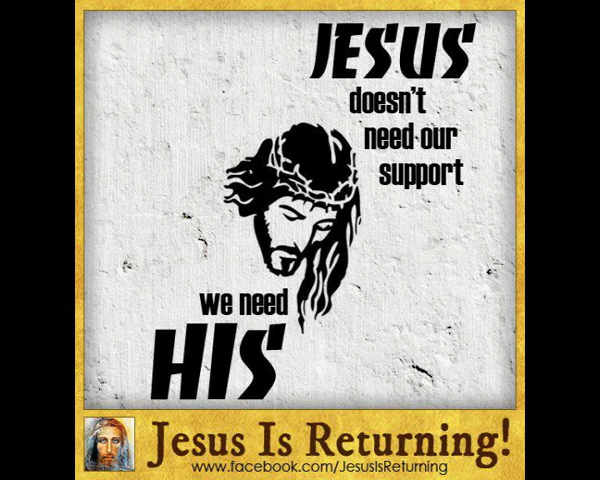 JESUS
doesn't
need our
support
we need
HIS
Jesus Is Returning!
www.facebook.com/JesusIsReturning